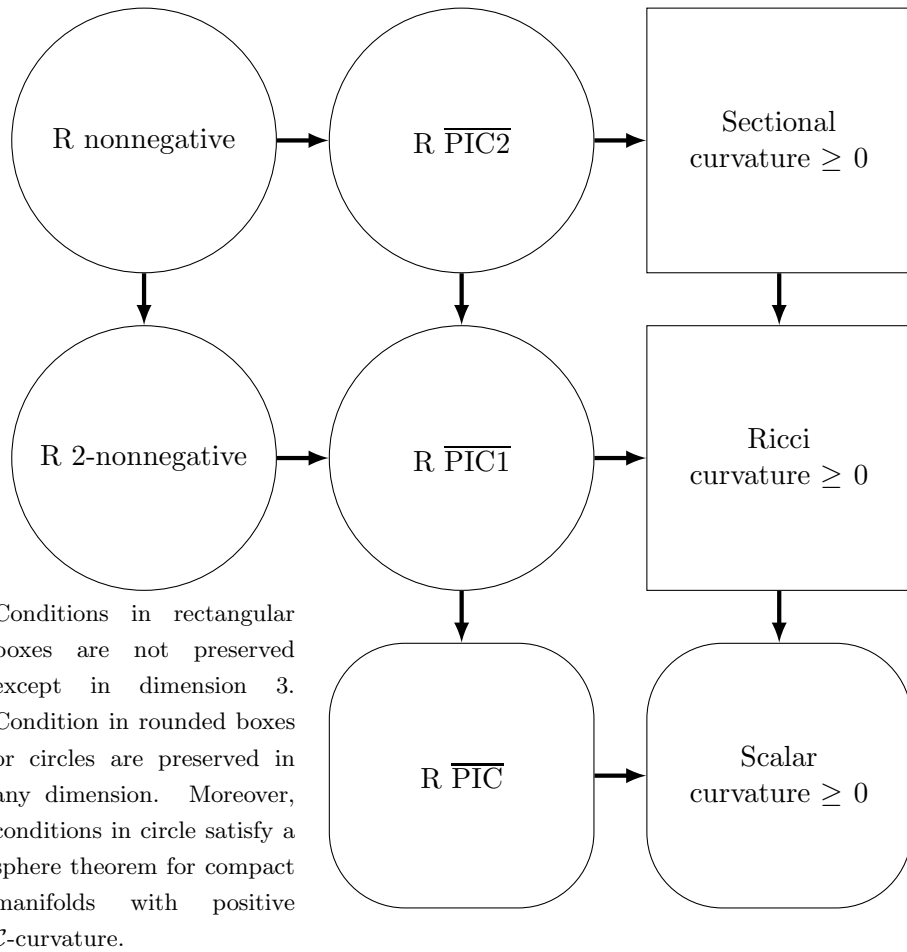 R nonnegative
R PIC2
Sectional
curvature ≥ 0
R 2-nonnegative
R PIC1
Ricci
curvature ≥ 0
Conditions in rectangular
boxes are not preserved
except in dimension 3.
Condition in rounded boxes
or circles are preserved in
any dimension. Moreover,
conditions in circle satisfy a
sphere theorem for compact
manifolds with positive
C-curvature.
R PIC
Scalar
curvature ≥ 0